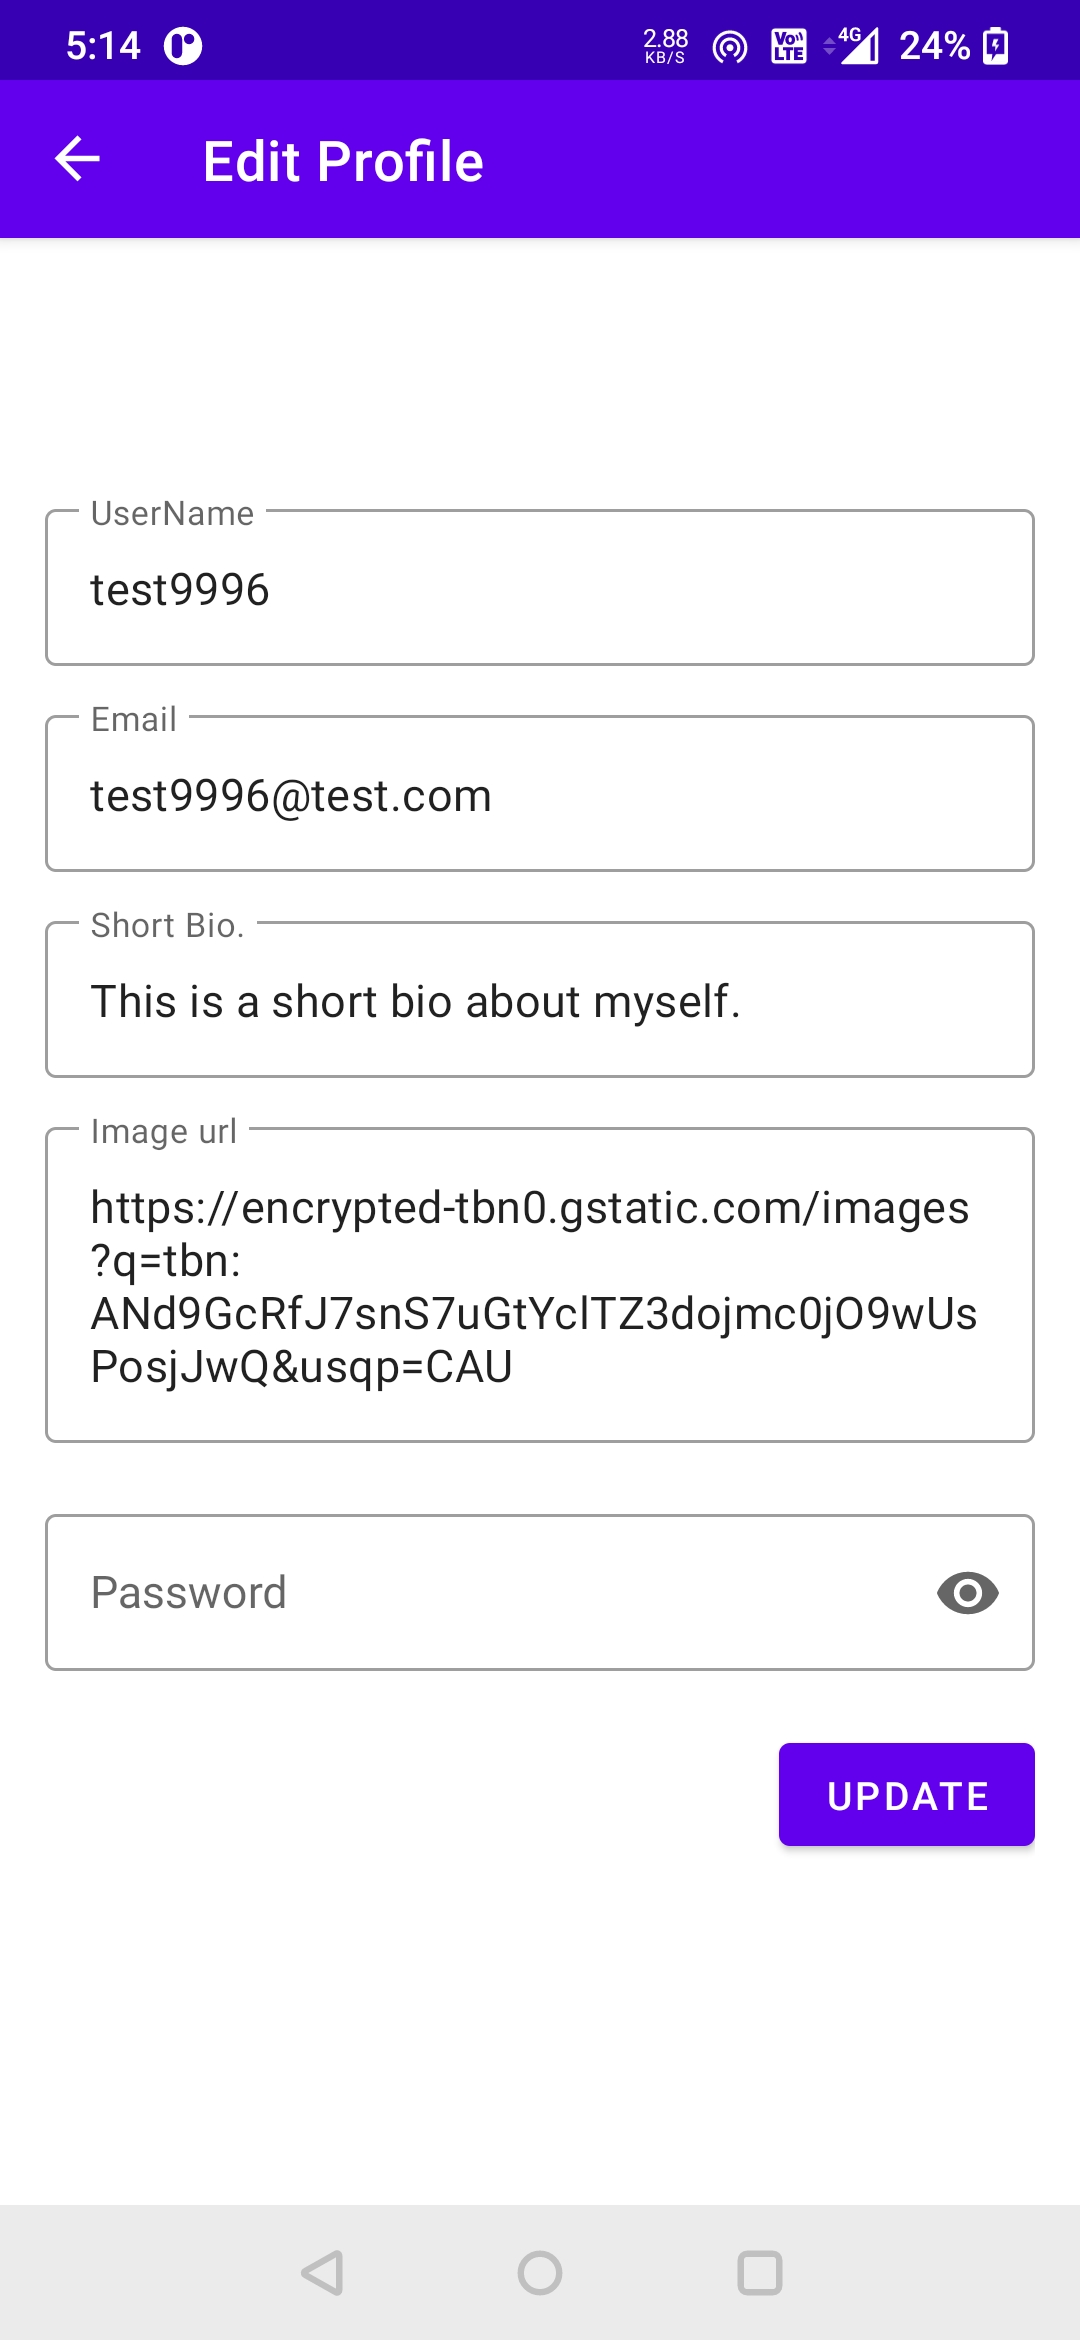 5:14 2.88 KB/S Vo)) LTE 4G 24%
Edit Profile
UserName
test9996
Email
test9996@test.com
Short Bio.
This is a short bio about myself.
Image url
https://encrypted-tbn0.gstatic.com/images
?q=tbn:
ANd9GcRfJ7snS7uGtYclTZ3dojmc0jO9wUs
PosjJwQ&usqp=CAU
Password
UPDATE